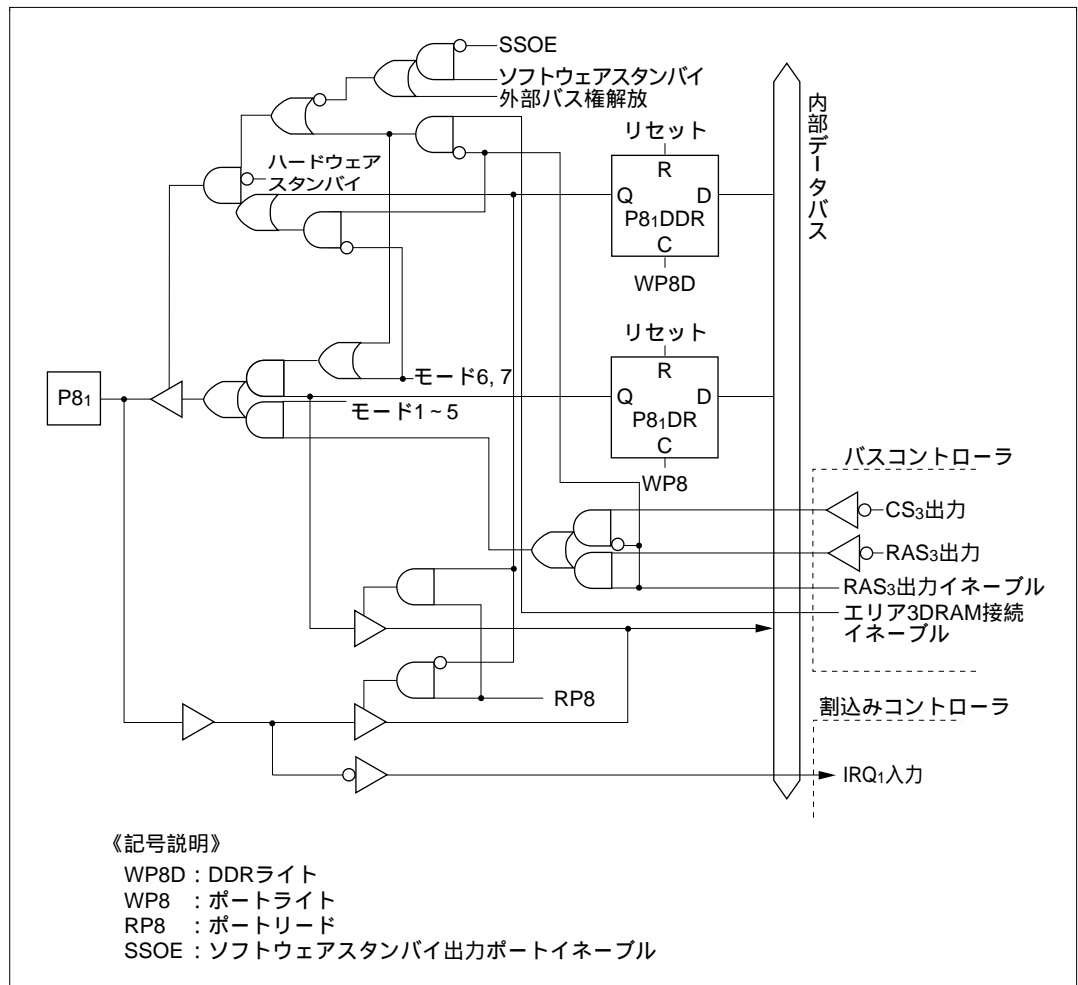 SSOE
ソフトウェアスタンバイ
外部バス権解放
ハードウェア
スタンバイ
リセット
R
Q D
P81DDR
C
WP8D
内部データバス
リセット
R
Q D
P81DR
C
WP8
モード6, 7
モード1~5
P81
バスコントローラ
CS3出力
RAS3出力
RAS3出力イネーブル
エリア3DRAM接続
イネーブル
RP8
割込みコントローラ
IRQ1入力
《記号説明》
WP8D : DDRライト
WP8 : ポートライト
RP8 : ポートリード
SSOE : ソフトウェアスタンバイ出力ポートイネーブル